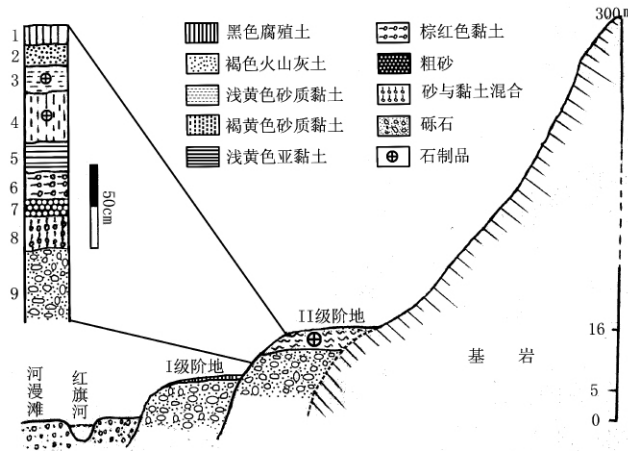 1
2
3
4
5
6
7
8
9
50cm
黑色腐殖土
褐色火山灰土
浅黄色砂质黏土
褐黄色砂质黏土
浅黄色亚黏土
棕红色黏土
粗砂
砂与黏土混合
砾石
石制品
300m
II级阶地
I级阶地
河漫滩
红旗河
基岩
16
5
0